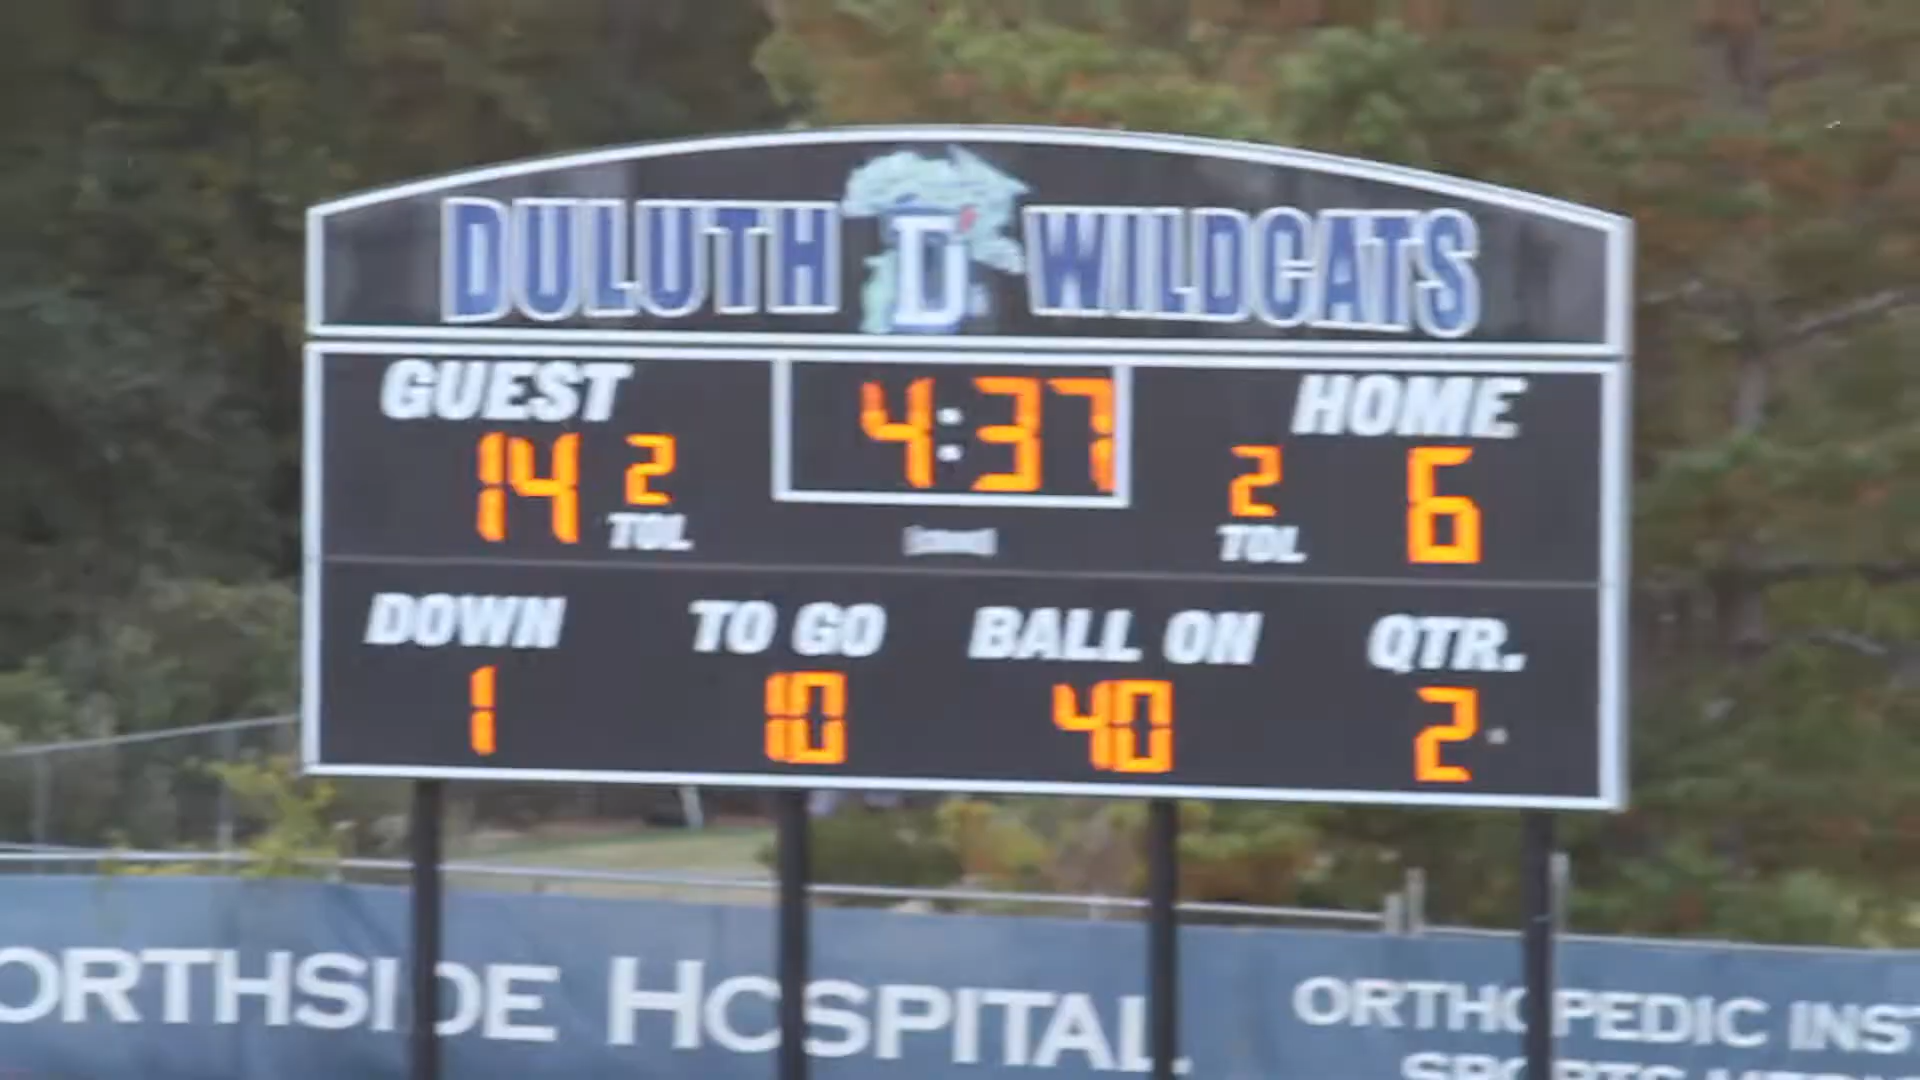 DULUTH D WILDCATS
GUEST 4:37 HOME
14 2 2 6
TOL TOL
DOWN TO GO BALL ON QTR.
1 10 40 2
ORTHSIDE HOSPITAL
ORTHOPEDIC INST
SPORTS